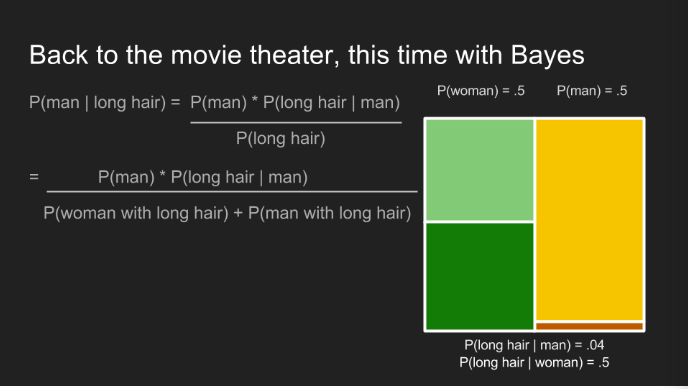 Back to the movie theater, this time with Bayes
P(woman) = .5 P(man) = .5
P(man | long hair) = P(man) * P(long hair | man)
P(long hair)
= P(man) * P(long hair | man)
P(woman with long hair) + P(man with long hair)
P(long hair | man) = .04
P(long hair | woman) = .5